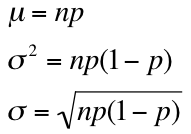 μ = np
σ² = np(1 − p)
σ = √np(1 − p)